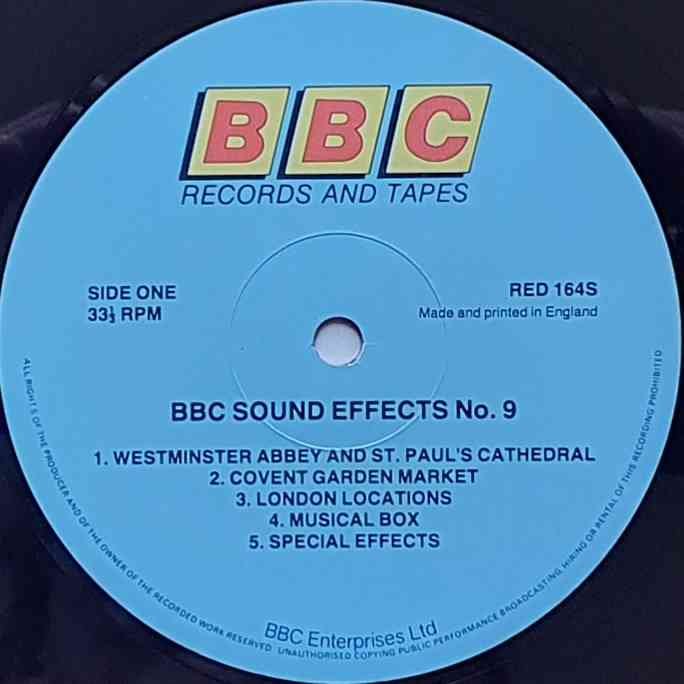 BBC
RECORDS AND TAPES
SIDE ONE
33⅓ RPM
RED 164S
Made and printed in England
BBC SOUND EFFECTS No. 9
1. WESTMINSTER ABBEY AND ST. PAUL'S CATHEDRAL
2. COVENT GARDEN MARKET
3. LONDON LOCATIONS
4. MUSICAL BOX
5. SPECIAL EFFECTS
BBC Enterprises Ltd
ALL RIGHTS OF THE PRODUCER AND OF THE OWNER OF THE RECORDED WORK RESERVED UNAUTHORISED COPYING PUBLIC PERFORMANCE BROADCASTING, HIRING OR RENTAL OF THIS RECORDING PROHIBITED